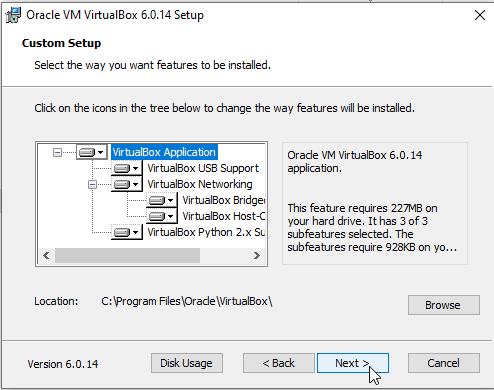 Oracle VM VirtualBox 6.0.14 Setup
Custom Setup
Select the way you want features to be installed.
Click on the icons in the tree below to change the way features will be installed.
VirtualBox Application
VirtualBox USB Support
VirtualBox Networking
VirtualBox Bridge
VirtualBox Host-C
VirtualBox Python 2.x Su
Oracle VM VirtualBox 6.0.14
application.
This feature requires 227MB on
your hard drive. It has 3 of 3
subfeatures selected. The
subfeatures require 928KB on yo...
Location: C:\Program Files\Oracle\VirtualBox\
Browse
Version 6.0.14
Disk Usage
< Back
Next >
Cancel